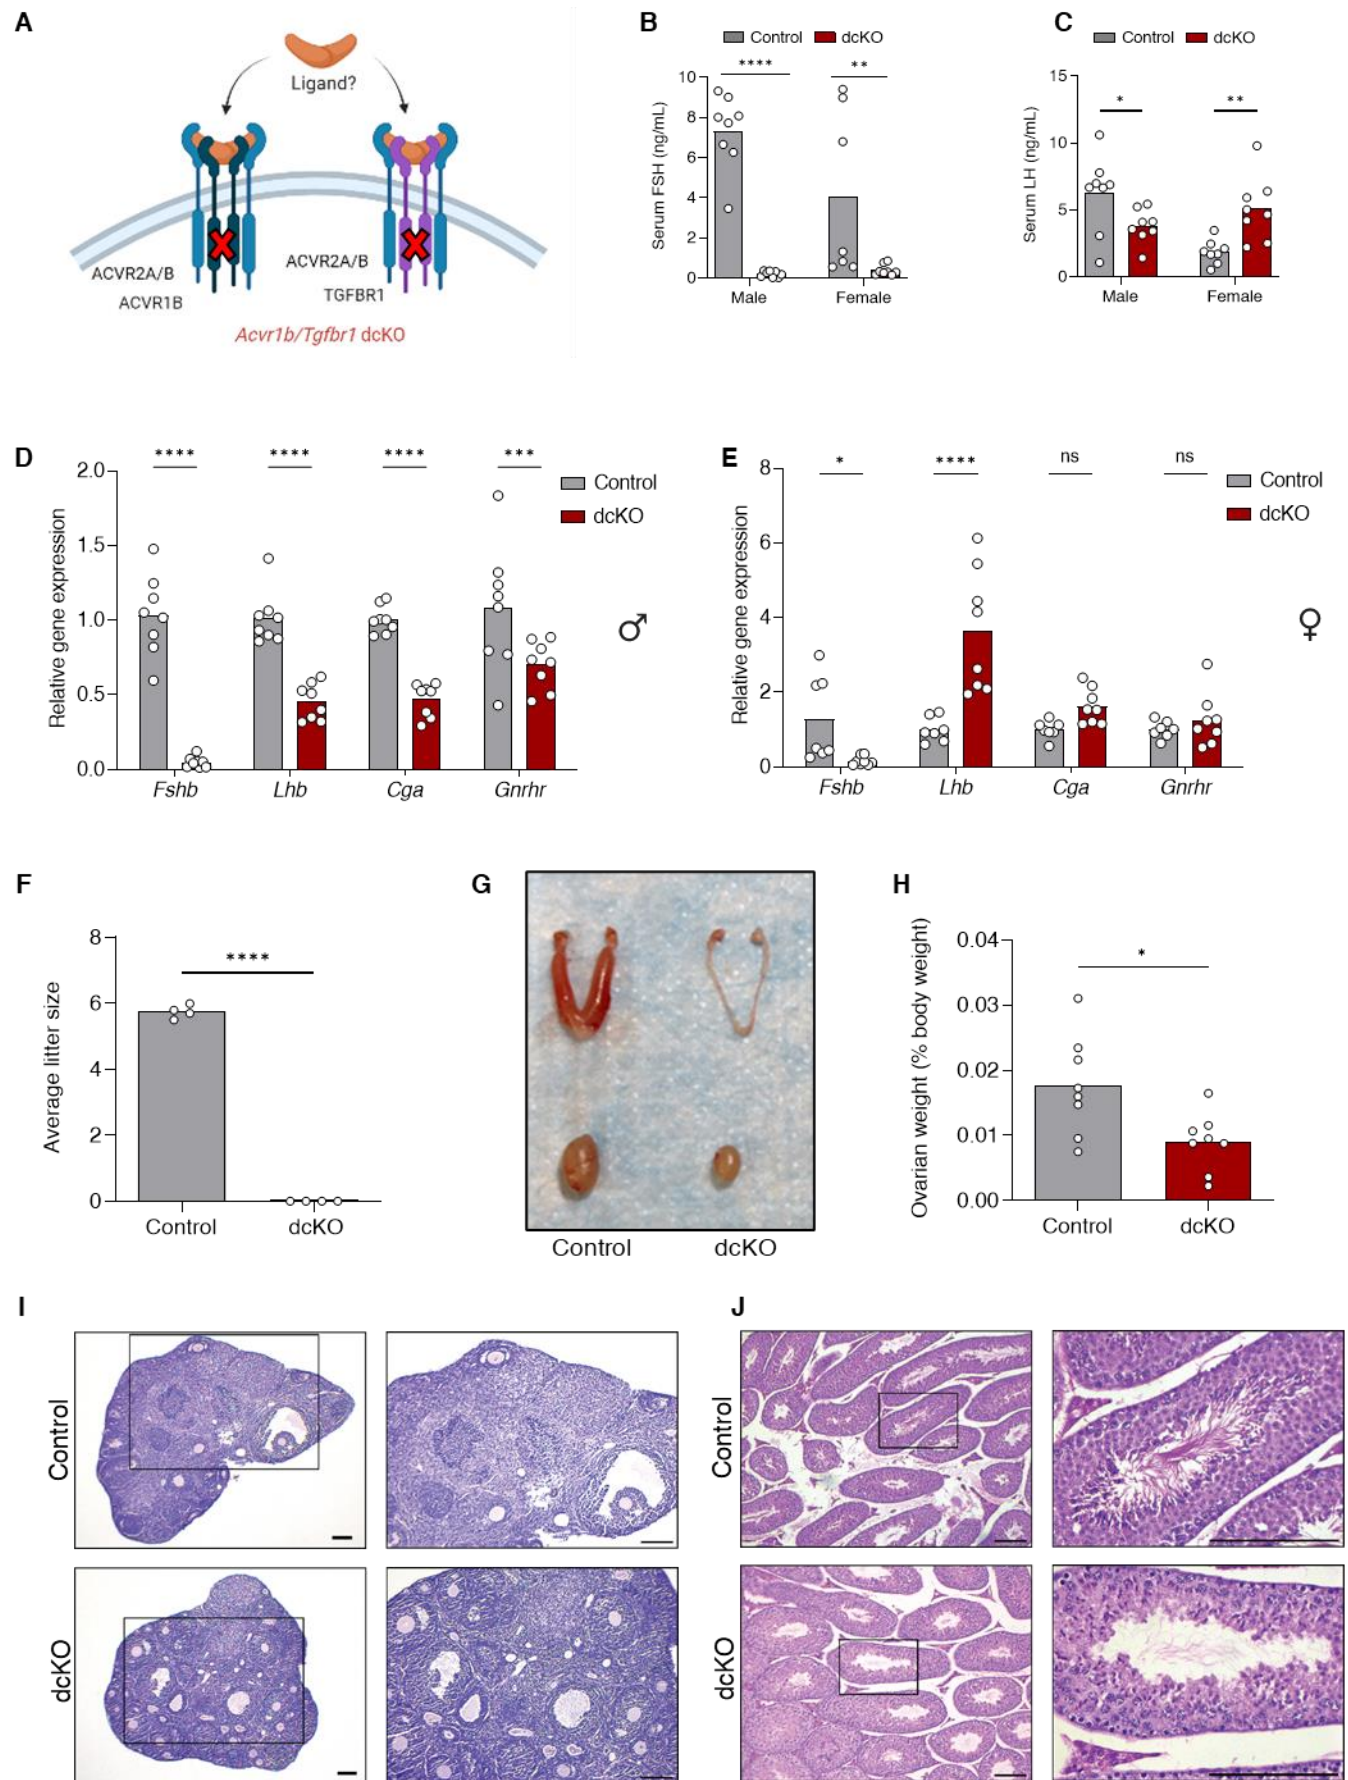 A
Ligand?
ACVR2A/B
ACVR1B
ACVR2A/B
TGFBR1
Acvr1b/Tgfbr1 dcKO
B
Control dcKO
**** **
Serum FSH (ng/mL)
10
8
6
4
2
0
Male Female
C
Control dcKO
* **
Serum LH (ng/mL)
15
10
5
0
Male Female
D
**** **** **** ***
Control
dcKO
Relative gene expression
2.0
1.5
1.0
0.5
0.0
♂
Fshb Lhb Cga Gnrhr
E
* **** ns ns
Control
dcKO
Relative gene expression
8
6
4
2
0
♀
Fshb Lhb Cga Gnrhr
F
****
Average litter size
8
6
4
2
0
Control dcKO
G
Control dcKO
H
*
Ovarian weight (% body weight)
0.04
0.03
0.02
0.01
0.00
Control dcKO
I
Control
dcKO
J
Control
dcKO